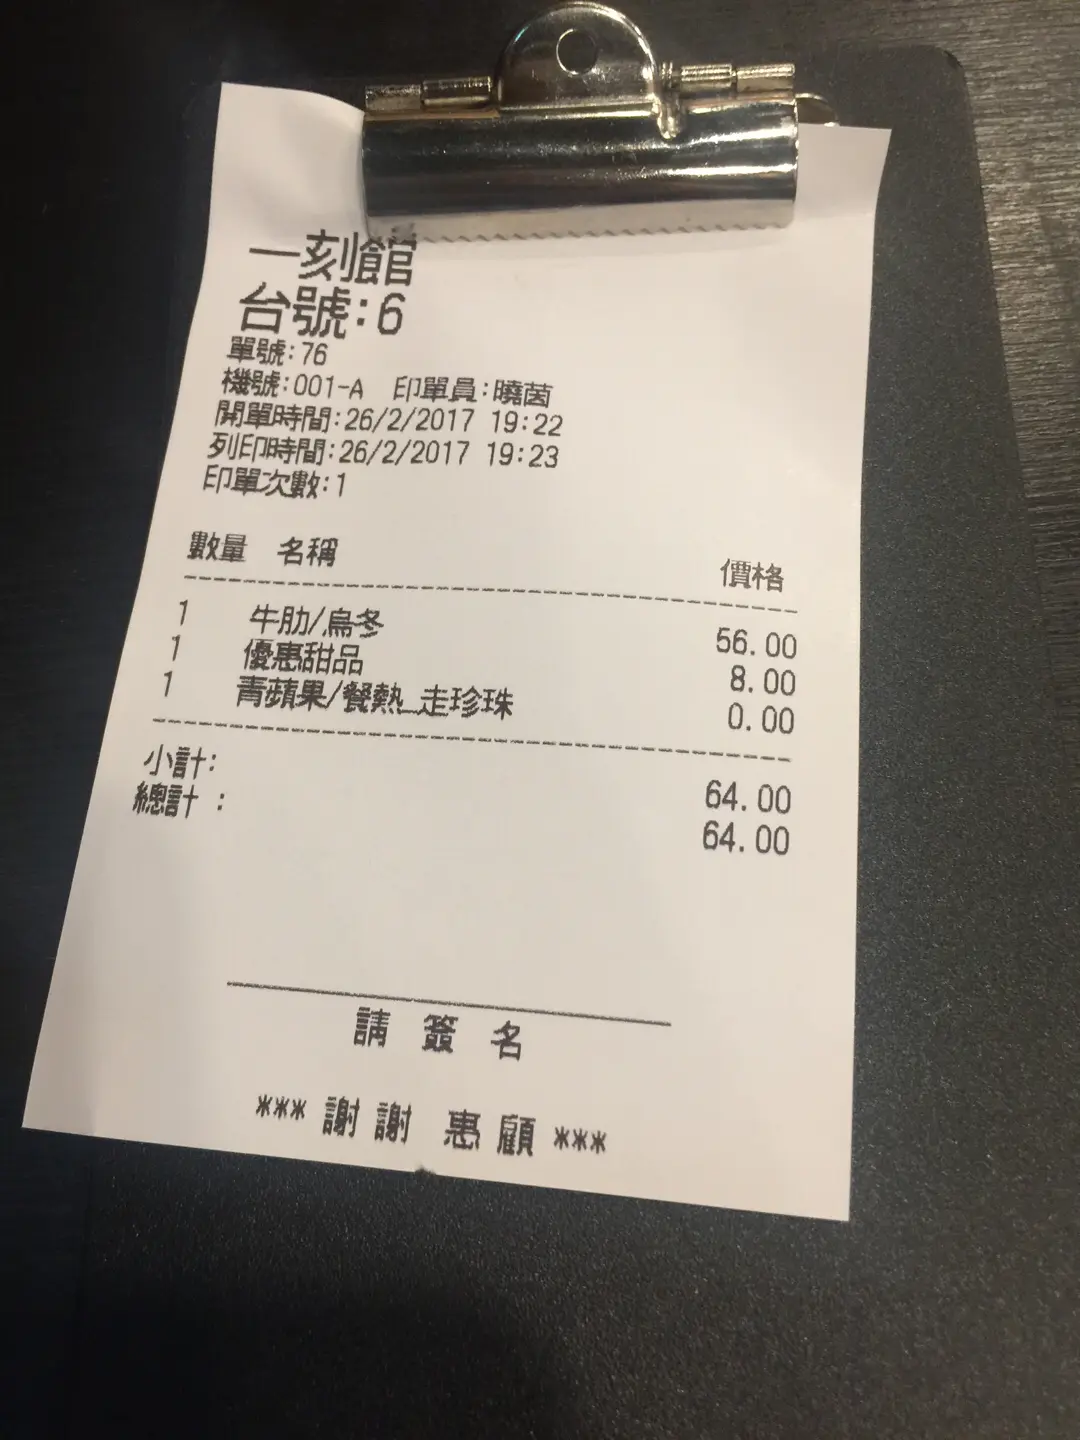 一刻館
台號:6
單號:76
機號:001-A 印單員:曉茵
開單時間:26/2/2017 19:22
列印時間:26/2/2017 19:23
印單次數:1
數量 名稱 價格
1 牛肋/烏冬 56.00
1 優惠甜品 8.00
1 青蘋果/餐熱_走珍珠 0.00
小計: 64.00
總計 : 64.00
請 簽 名
*** 謝 謝 惠 顧 ***